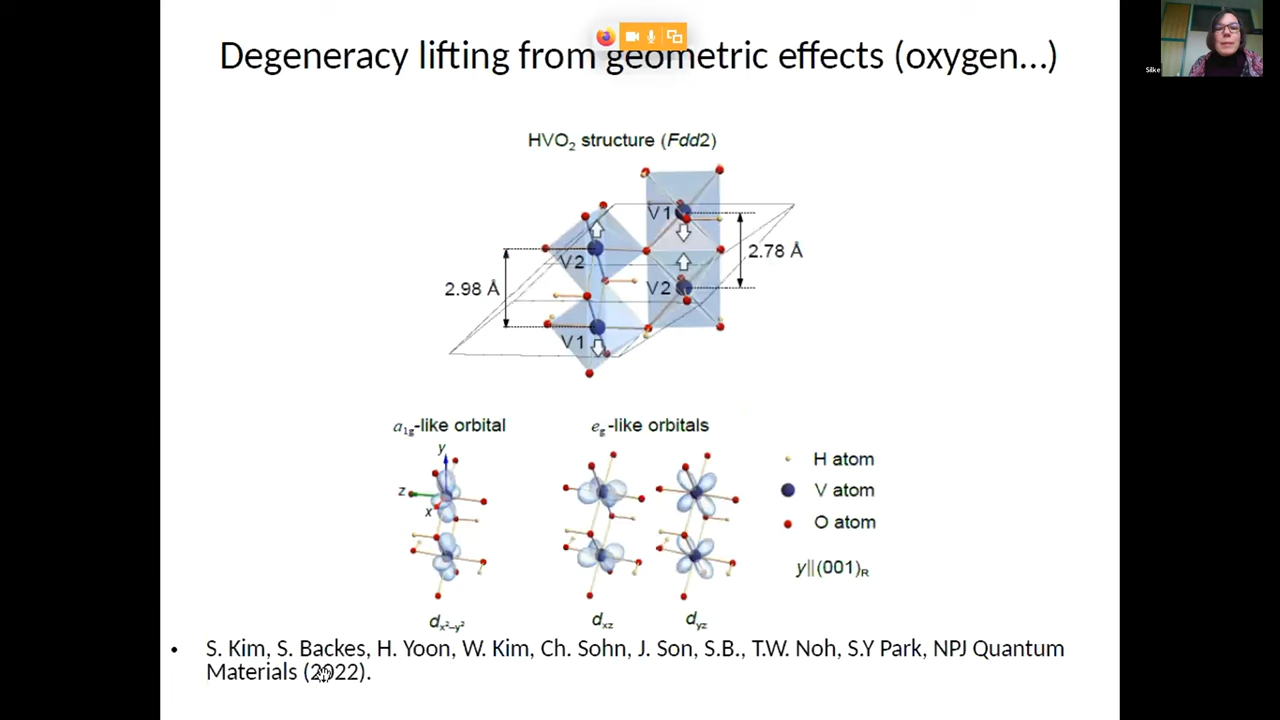 Degeneracy lifting from geometric effects (oxygen...)
Silke
HVO₂ structure (Fdd2)
V1
V2
2.78 Å
V2
2.98 Å
V1
a₁g-like orbital
eg-like orbitals
y
z
x
H atom
V atom
O atom
y||(001)R
dx²–y²
dxz
dyz
• S. Kim, S. Backes, H. Yoon, W. Kim, Ch. Sohn, J. Son, S.B., T.W. Noh, S.Y Park, NPJ Quantum
Materials (2022).